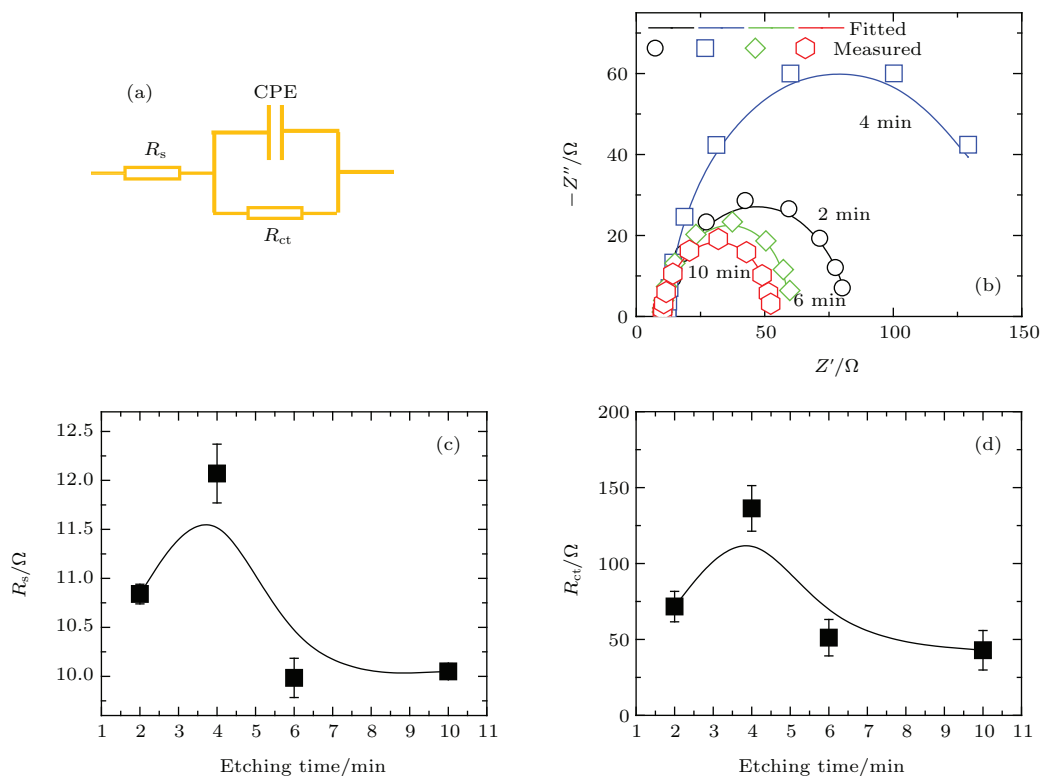 (a)
CPE
Rs
Rct
60
40
20
0
−Z″/Ω
Fitted
Measured
4 min
2 min
10 min
6 min
(b)
0 50 100 150
Z′/Ω
12.5
12.0
11.5
11.0
10.5
10.0
Rs/Ω
(c)
1 2 3 4 5 6 7 8 9 10 11
Etching time/min
200
150
100
50
0
Rct/Ω
(d)
1 2 3 4 5 6 7 8 9 10 11
Etching time/min